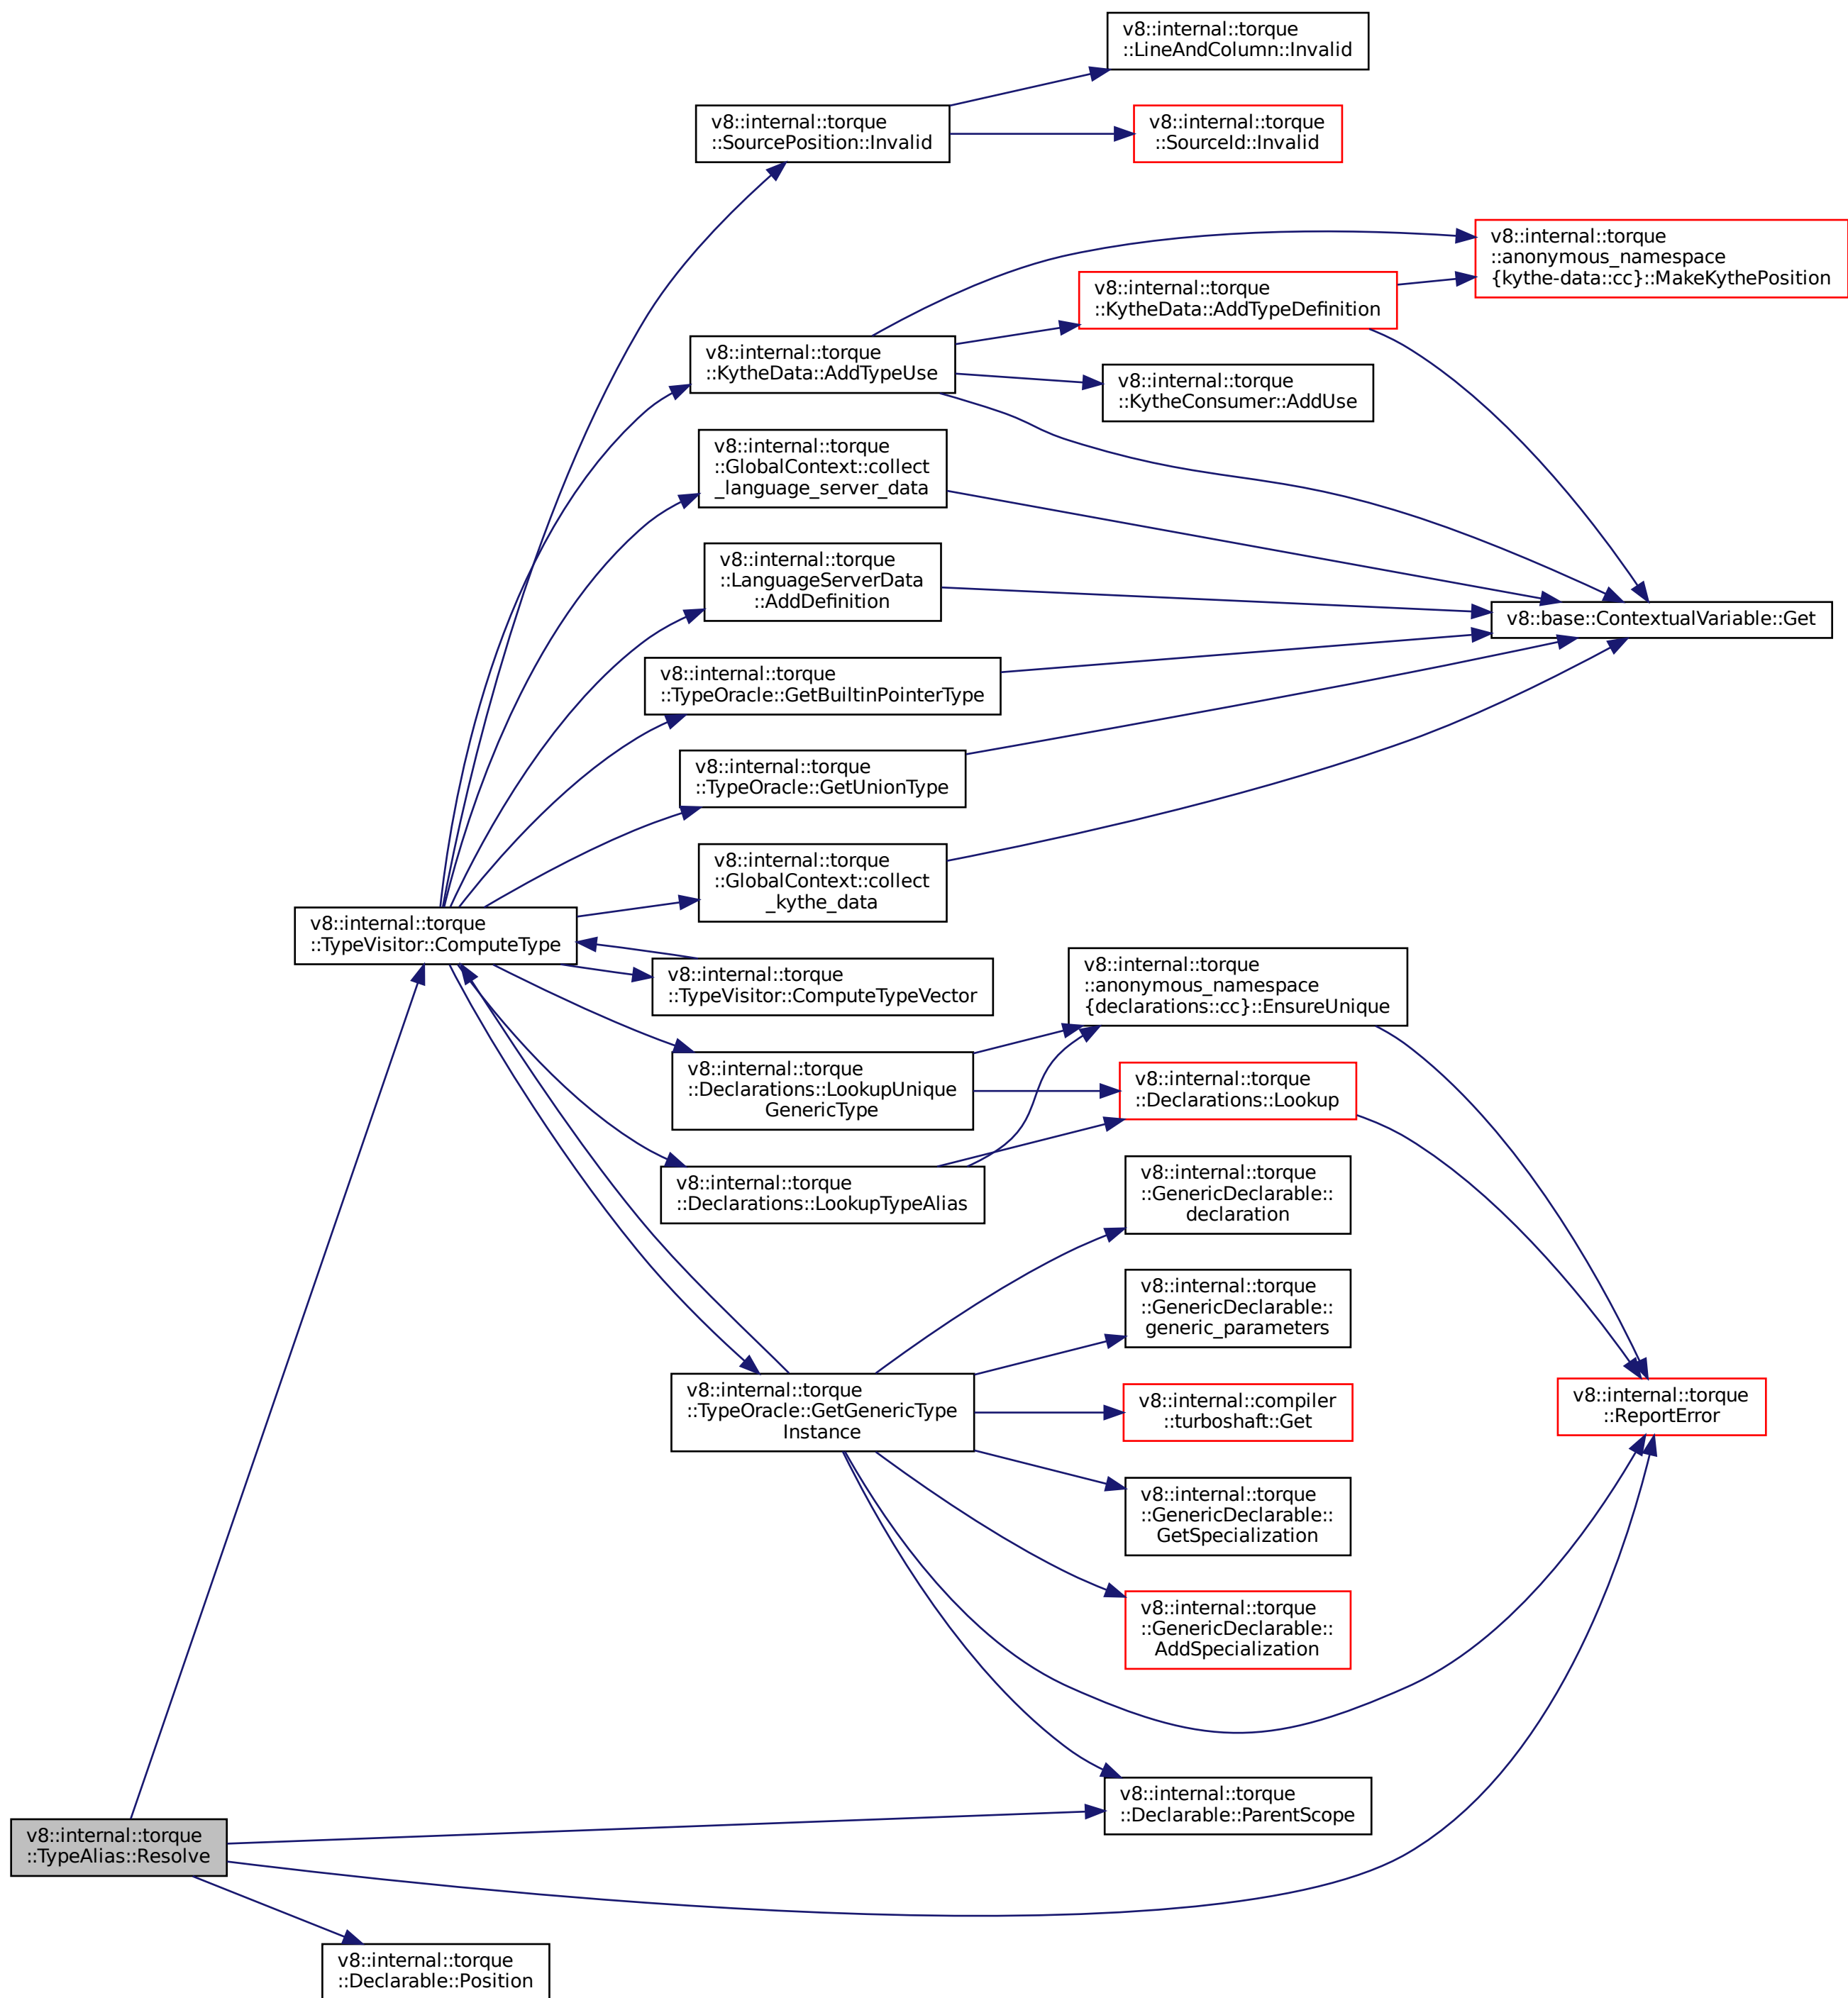 v8::internal::torque
::LineAndColumn::Invalid
v8::internal::torque
::SourcePosition::Invalid
v8::internal::torque
::SourceId::Invalid
v8::internal::torque
::anonymous_namespace
{kythe-data::cc}::MakeKythePosition
v8::internal::torque
::KytheData::AddTypeDefinition
v8::internal::torque
::KytheData::AddTypeUse
v8::internal::torque
::KytheConsumer::AddUse
v8::internal::torque
::GlobalContext::collect
_language_server_data
v8::internal::torque
::LanguageServerData
::AddDefinition
v8::base::ContextualVariable::Get
v8::internal::torque
::TypeOracle::GetBuiltinPointerType
v8::internal::torque
::TypeOracle::GetUnionType
v8::internal::torque
::GlobalContext::collect
_kythe_data
v8::internal::torque
::TypeVisitor::ComputeType
v8::internal::torque
::TypeVisitor::ComputeTypeVector
v8::internal::torque
::anonymous_namespace
{declarations::cc}::EnsureUnique
v8::internal::torque
::Declarations::LookupUnique
GenericType
v8::internal::torque
::Declarations::Lookup
v8::internal::torque
::Declarations::LookupTypeAlias
v8::internal::torque
::GenericDeclarable::
declaration
v8::internal::torque
::GenericDeclarable::
generic_parameters
v8::internal::torque
::TypeOracle::GetGenericType
Instance
v8::internal::compiler
::turboshaft::Get
v8::internal::torque
::ReportError
v8::internal::torque
::GenericDeclarable::
GetSpecialization
v8::internal::torque
::GenericDeclarable::
AddSpecialization
v8::internal::torque
::Declarable::ParentScope
v8::internal::torque
::TypeAlias::Resolve
v8::internal::torque
::Declarable::Position